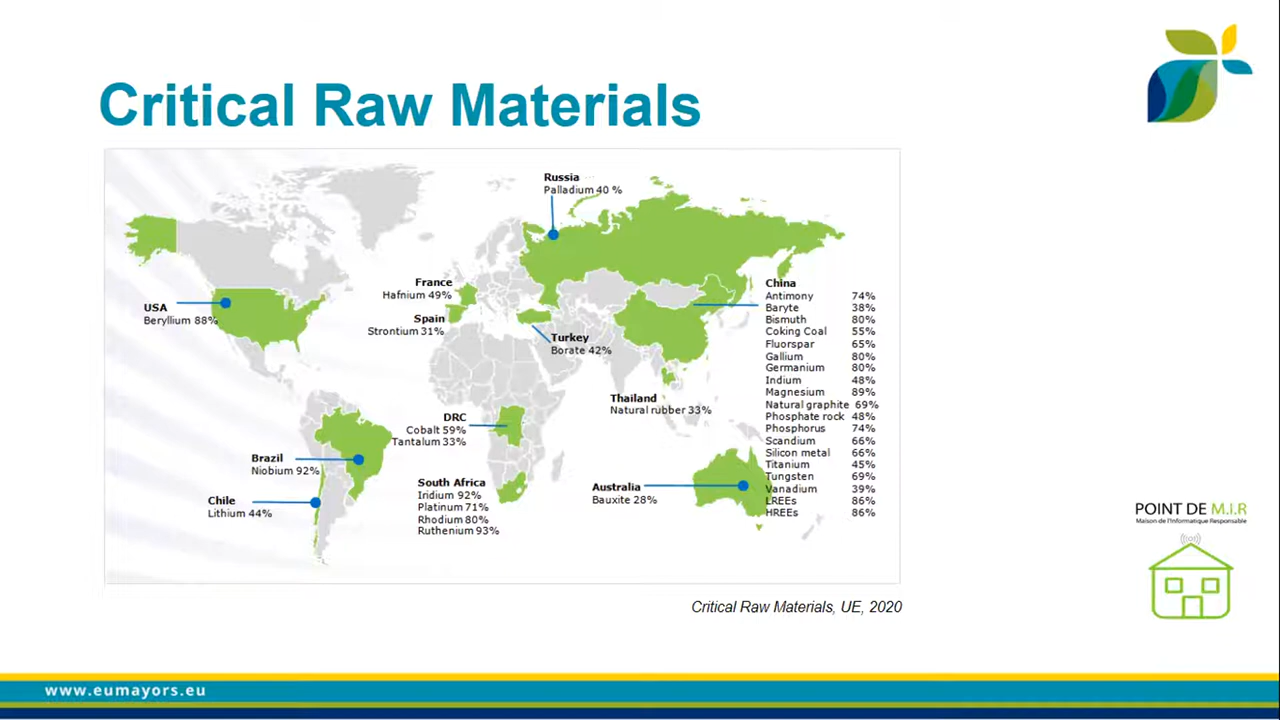 Critical Raw Materials
Russia
Palladium 40 %
France
Hafnium 49%
USA
Beryllium 88%
Spain
Strontium 31%
Turkey
Borate 42%
China
Antimony 74%
Baryte 38%
Bismuth 80%
Coking Coal 55%
Fluorspar 65%
Gallium 80%
Germanium 80%
Indium 48%
Magnesium 89%
Natural graphite 69%
Phosphate rock 48%
Phosphorus 74%
Scandium 66%
Silicon metal 66%
Titanium 45%
Tungsten 69%
Vanadium 39%
LREEs 86%
HREEs 86%
Thailand
Natural rubber 33%
DRC
Cobalt 59%
Tantalum 33%
Brazil
Niobium 92%
Chile
Lithium 44%
South Africa
Iridium 92%
Platinum 71%
Rhodium 80%
Ruthenium 93%
Australia
Bauxite 28%
POINT DE M.I.R
Maison de l'Informatique Responsable
Critical Raw Materials, UE, 2020
www.eumayors.eu